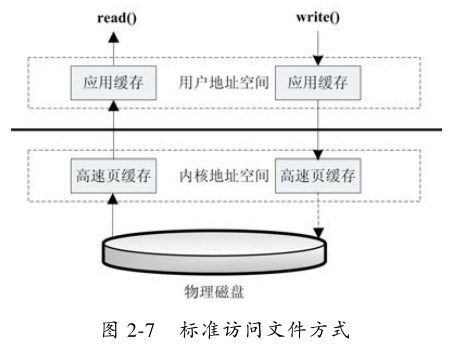 read() write()
应用缓存 用户地址空间 应用缓存
高速页缓存 内核地址空间 高速页缓存
物理磁盘
图 2-7 标准访问文件方式